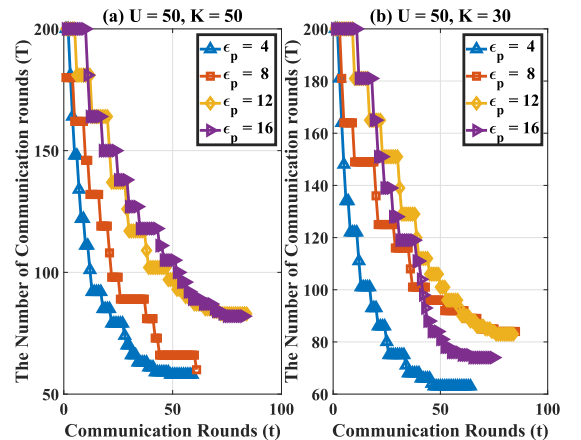 (a) U = 50, K = 50
The Number of Communication rounds (T)
200
150
100
50
0
50
100
Communication Rounds (t)
ϵp = 4
ϵp = 8
ϵp = 12
ϵp = 16
(b) U = 50, K = 30
The Number of Communication rounds (T)
200
180
160
140
120
100
80
60
0
50
100
Communication Rounds (t)
ϵp = 4
ϵp = 8
ϵp = 12
ϵp = 16